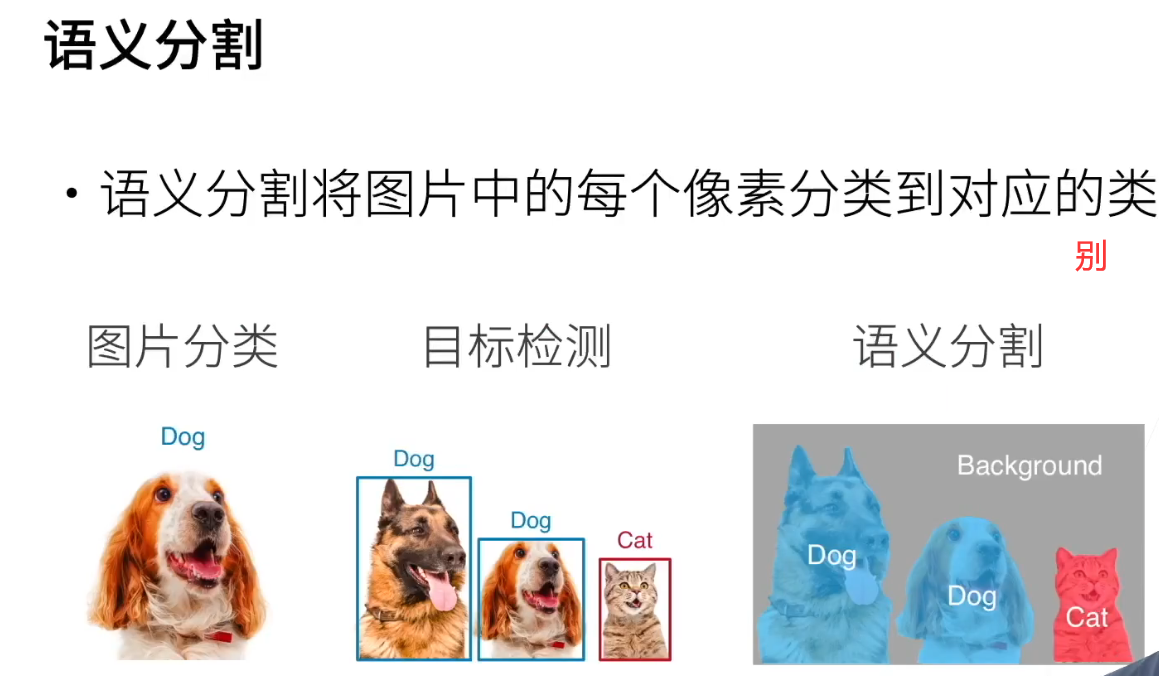 语义分割
• 语义分割将图片中的每个像素分类到对应的类
别
图片分类 目标检测 语义分割
Dog
Dog
Dog
Cat
Background
Dog
Dog
Cat